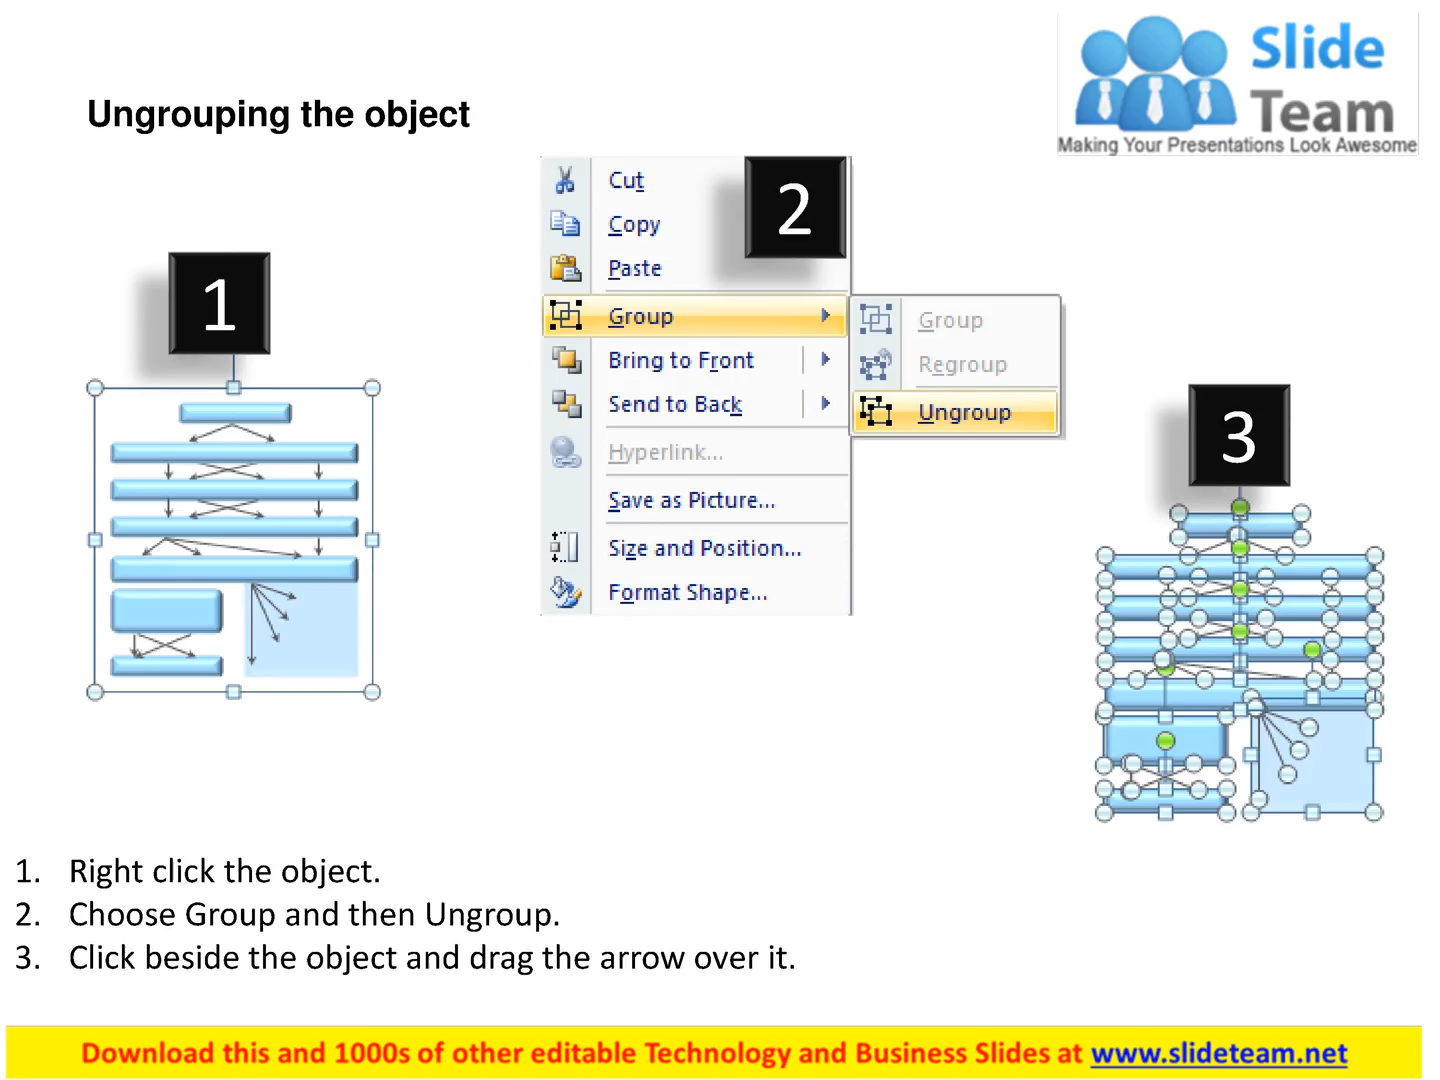 Slide
Team
Making Your Presentations Look Awesome
Ungrouping the object
1
2
Cut
Copy
Paste
Group
Bring to Front
Send to Back
Hyperlink...
Save as Picture...
Size and Position...
Format Shape...
Group
Regroup
Ungroup
3
1. Right click the object.
2. Choose Group and then Ungroup.
3. Click beside the object and drag the arrow over it.
Download this and 1000s of other editable Technology and Business Slides at www.slideteam.net